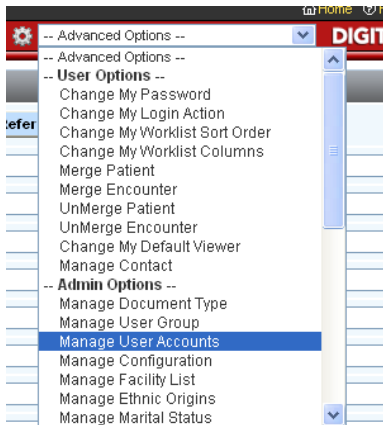 Home
-- Advanced Options --
DIGIT
-- Advanced Options --
-- User Options --
Change My Password
Change My Login Action
Change My Worklist Sort Order
Change My Worklist Columns
Merge Patient
Merge Encounter
UnMerge Patient
UnMerge Encounter
Change My Default Viewer
Manage Contact
-- Admin Options --
Manage Document Type
Manage User Group
Manage User Accounts
Manage Configuration
Manage Facility List
Manage Ethnic Origins
Manage Marital Status